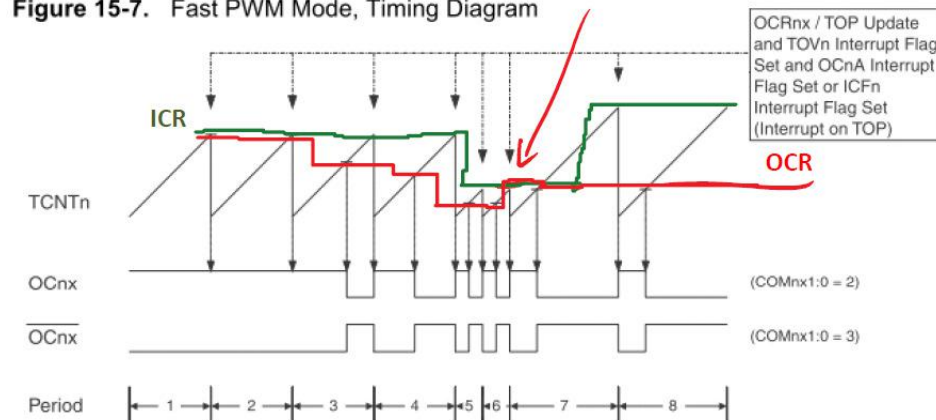 Figure 15-7. Fast PWM Mode, Timing Diagram
OCRnx / TOP Update
and TOVn Interrupt Flag
Set and OCnA Interrupt
Flag Set or ICFn
Interrupt Flag Set
(Interrupt on TOP)
ICR
OCR
TCNTn
OCnx
(COMnx1:0 = 2)
OCnx
(COMnx1:0 = 3)
Period
1 2 3 4 5 6 7 8